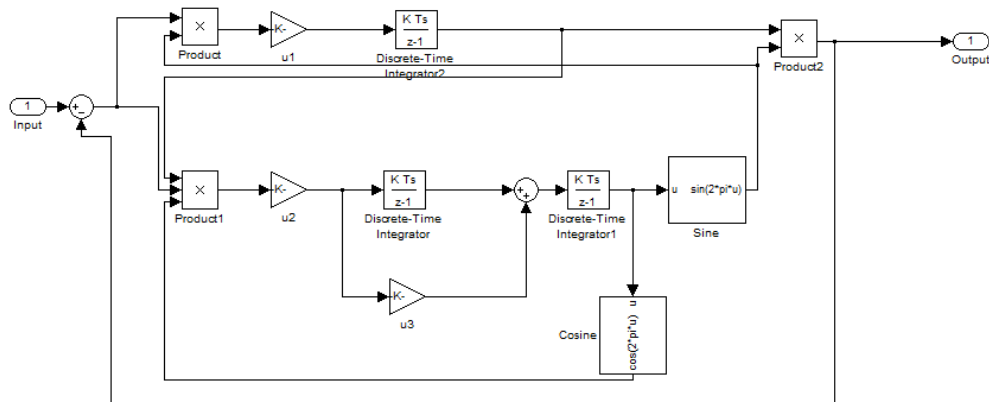 K Ts
1
× -K- z-1 ×
Product u1 Discrete-Time Product2 Output
Integrator2
1 + −
Input
K Ts K Ts
× -K- z-1 + + z-1 u sin(2*pi*u)
Product1 u2 Discrete-Time Discrete-Time
Integrator Integrator1 Sine
-K- u
u3 Cosine cos(2*pi*u)